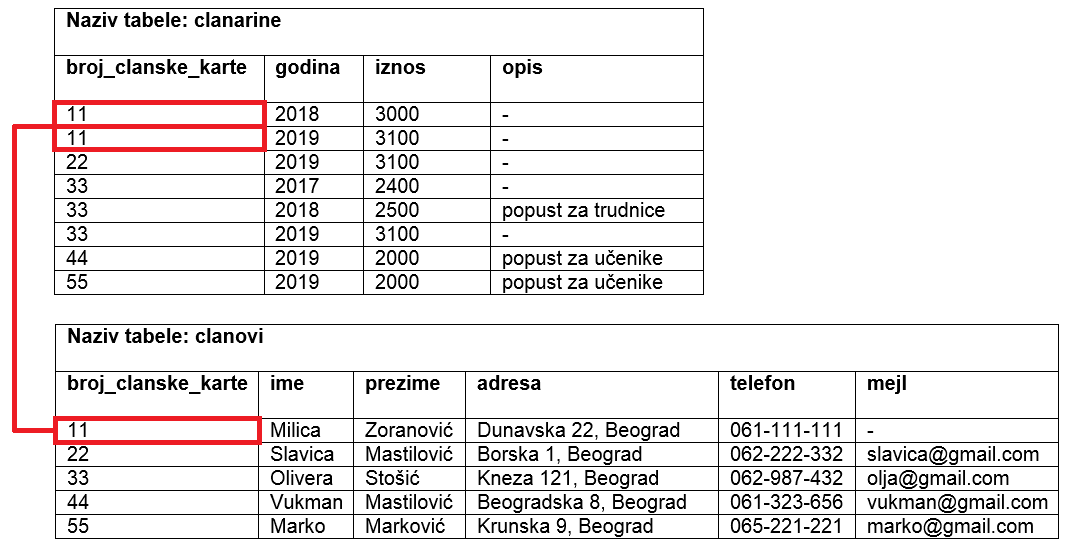 Naziv tabele: clanarine
broj_clanske_karte godina iznos opis
11 2018 3000 -
11 2019 3100 -
22 2019 3100 -
33 2017 2400 -
33 2018 2500 popust za trudnice
33 2019 3100 -
44 2019 2000 popust za učenike
55 2019 2000 popust za učenike
Naziv tabele: clanovi
broj_clanske_karte ime prezime adresa telefon mejl
11 Milica Zoranović Dunavska 22, Beograd 061-111-111 -
22 Slavica Mastilović Borska 1, Beograd 062-222-332 slavica@gmail.com
33 Olivera Stošić Kneza 121, Beograd 062-987-432 olja@gmail.com
44 Vukman Mastilović Beogradska 8, Beograd 061-323-656 vukman@gmail.com
55 Marko Marković Krunska 9, Beograd 065-221-221 marko@gmail.com